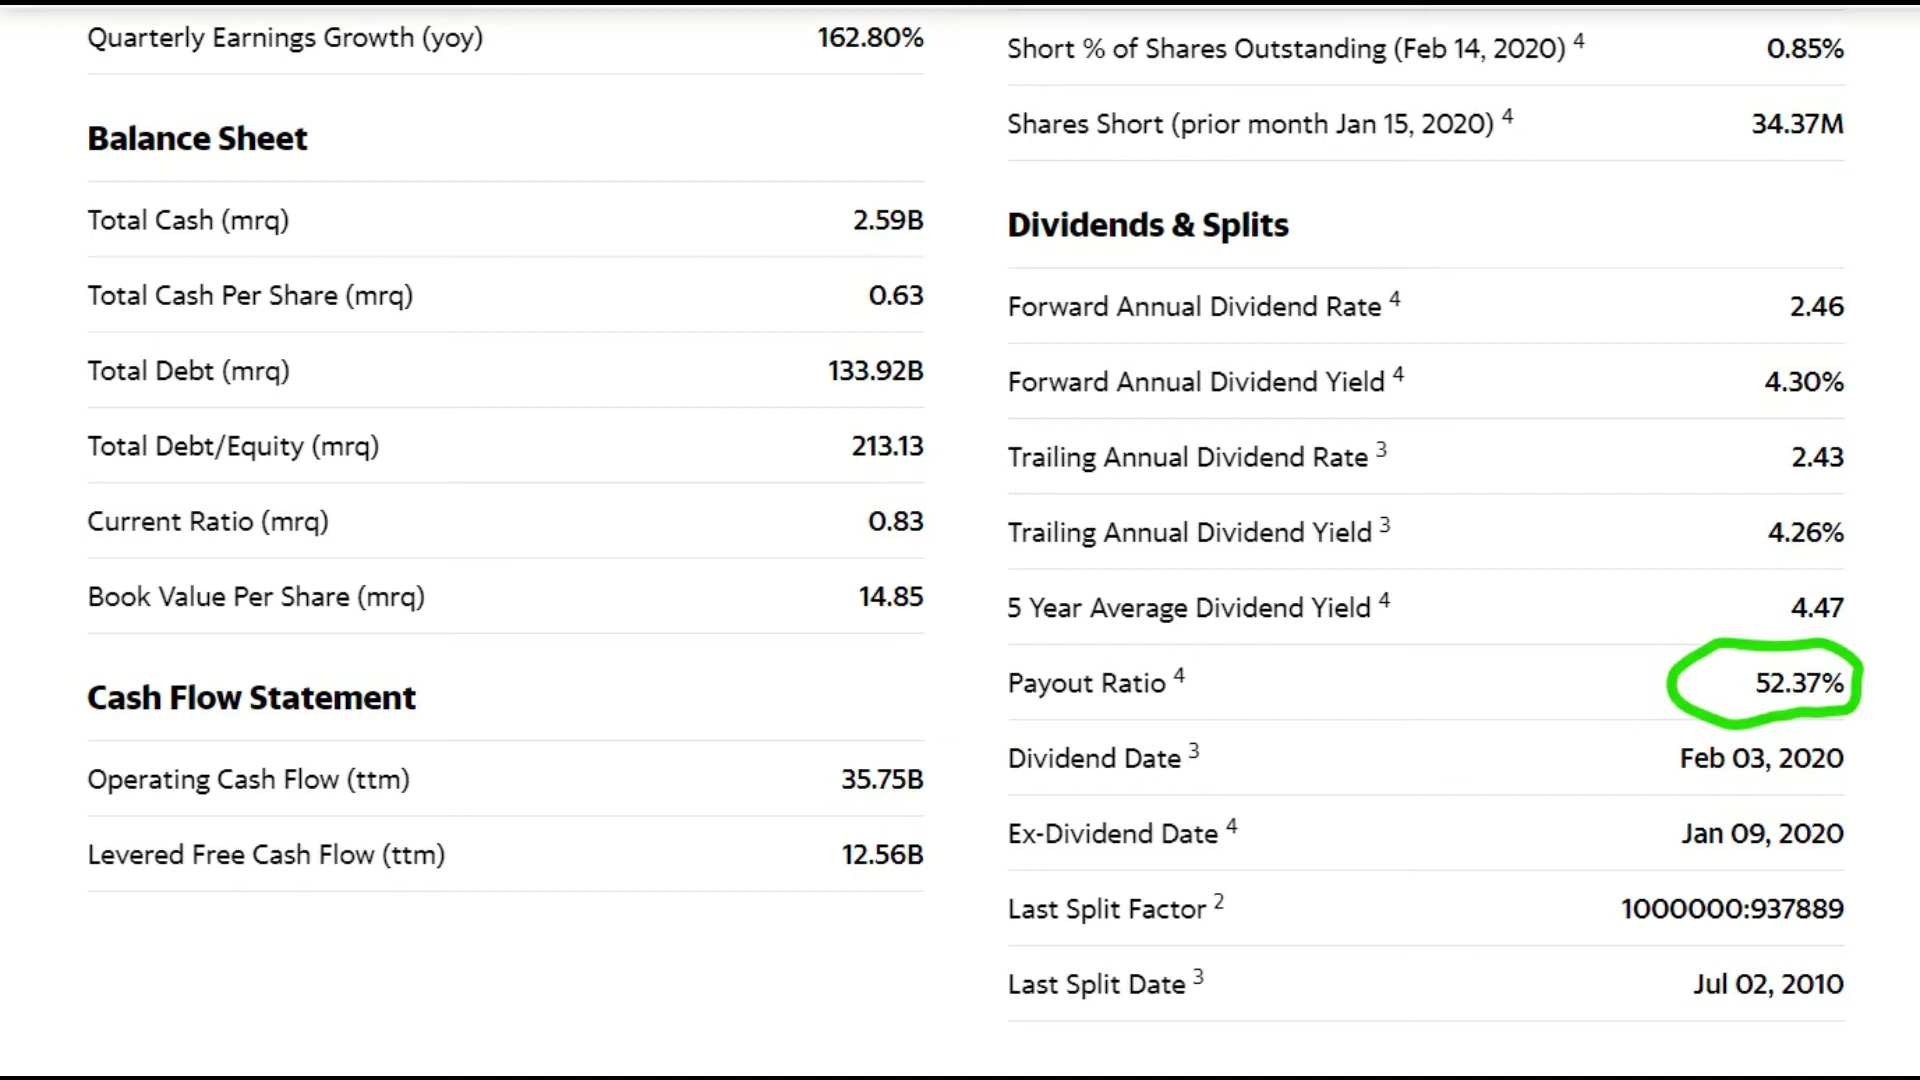 Quarterly Earnings Growth (yoy) 162.80%
Balance Sheet
Total Cash (mrq) 2.59B
Total Cash Per Share (mrq) 0.63
Total Debt (mrq) 133.92B
Total Debt/Equity (mrq) 213.13
Current Ratio (mrq) 0.83
Book Value Per Share (mrq) 14.85
Cash Flow Statement
Operating Cash Flow (ttm) 35.75B
Levered Free Cash Flow (ttm) 12.56B
Short % of Shares Outstanding (Feb 14, 2020) 4 0.85%
Shares Short (prior month Jan 15, 2020) 4 34.37M
Dividends & Splits
Forward Annual Dividend Rate 4 2.46
Forward Annual Dividend Yield 4 4.30%
Trailing Annual Dividend Rate 3 2.43
Trailing Annual Dividend Yield 3 4.26%
5 Year Average Dividend Yield 4 4.47
Payout Ratio 4 52.37%
Dividend Date 3 Feb 03, 2020
Ex-Dividend Date 4 Jan 09, 2020
Last Split Factor 2 1000000:937889
Last Split Date 3 Jul 02, 2010